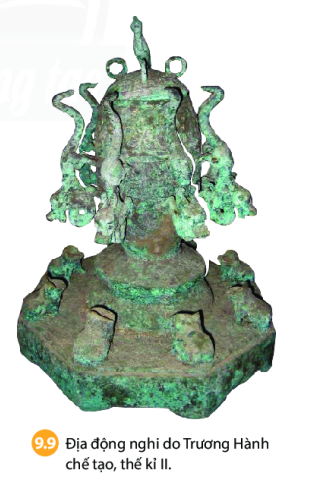 9.9 Địa động nghi do Trương Hành
chế tạo, thế kỉ II.